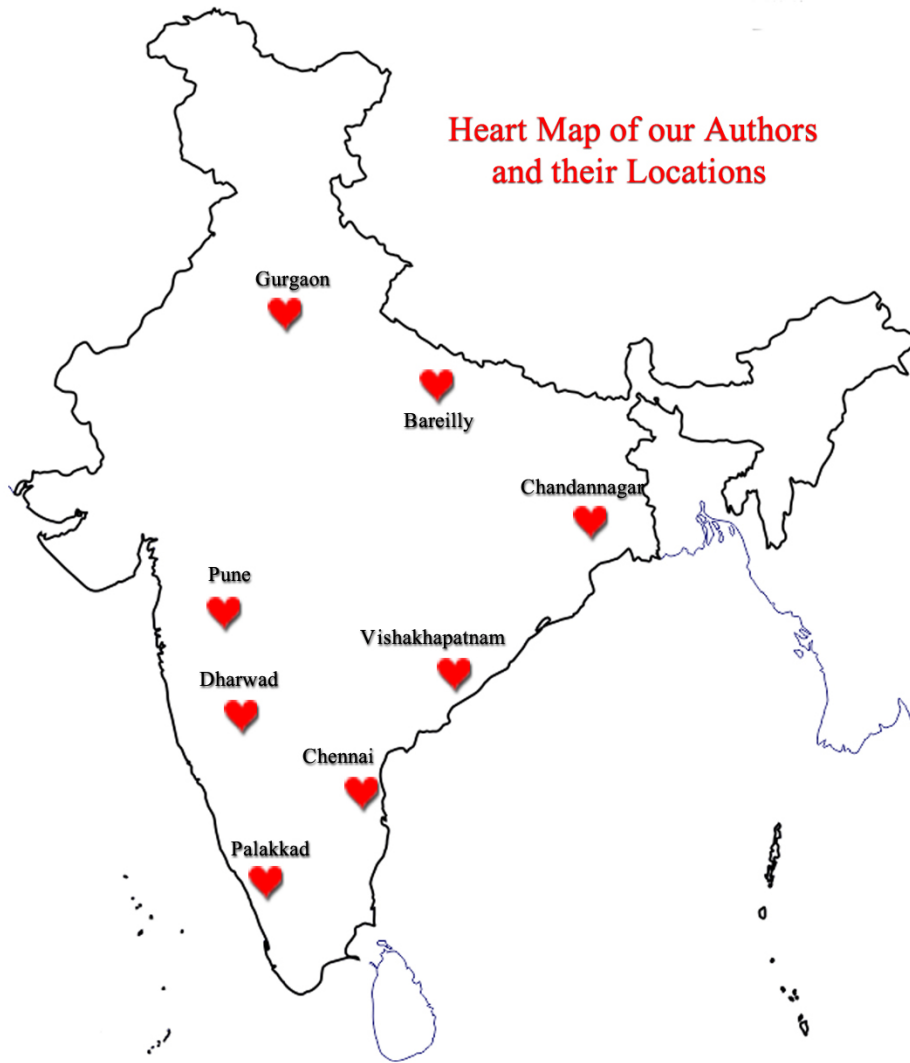 Heart Map of our Authors
and their Locations
Gurgaon
Bareilly
Chandannagar
Pune
Vishakhapatnam
Dharwad
Chennai
Palakkad